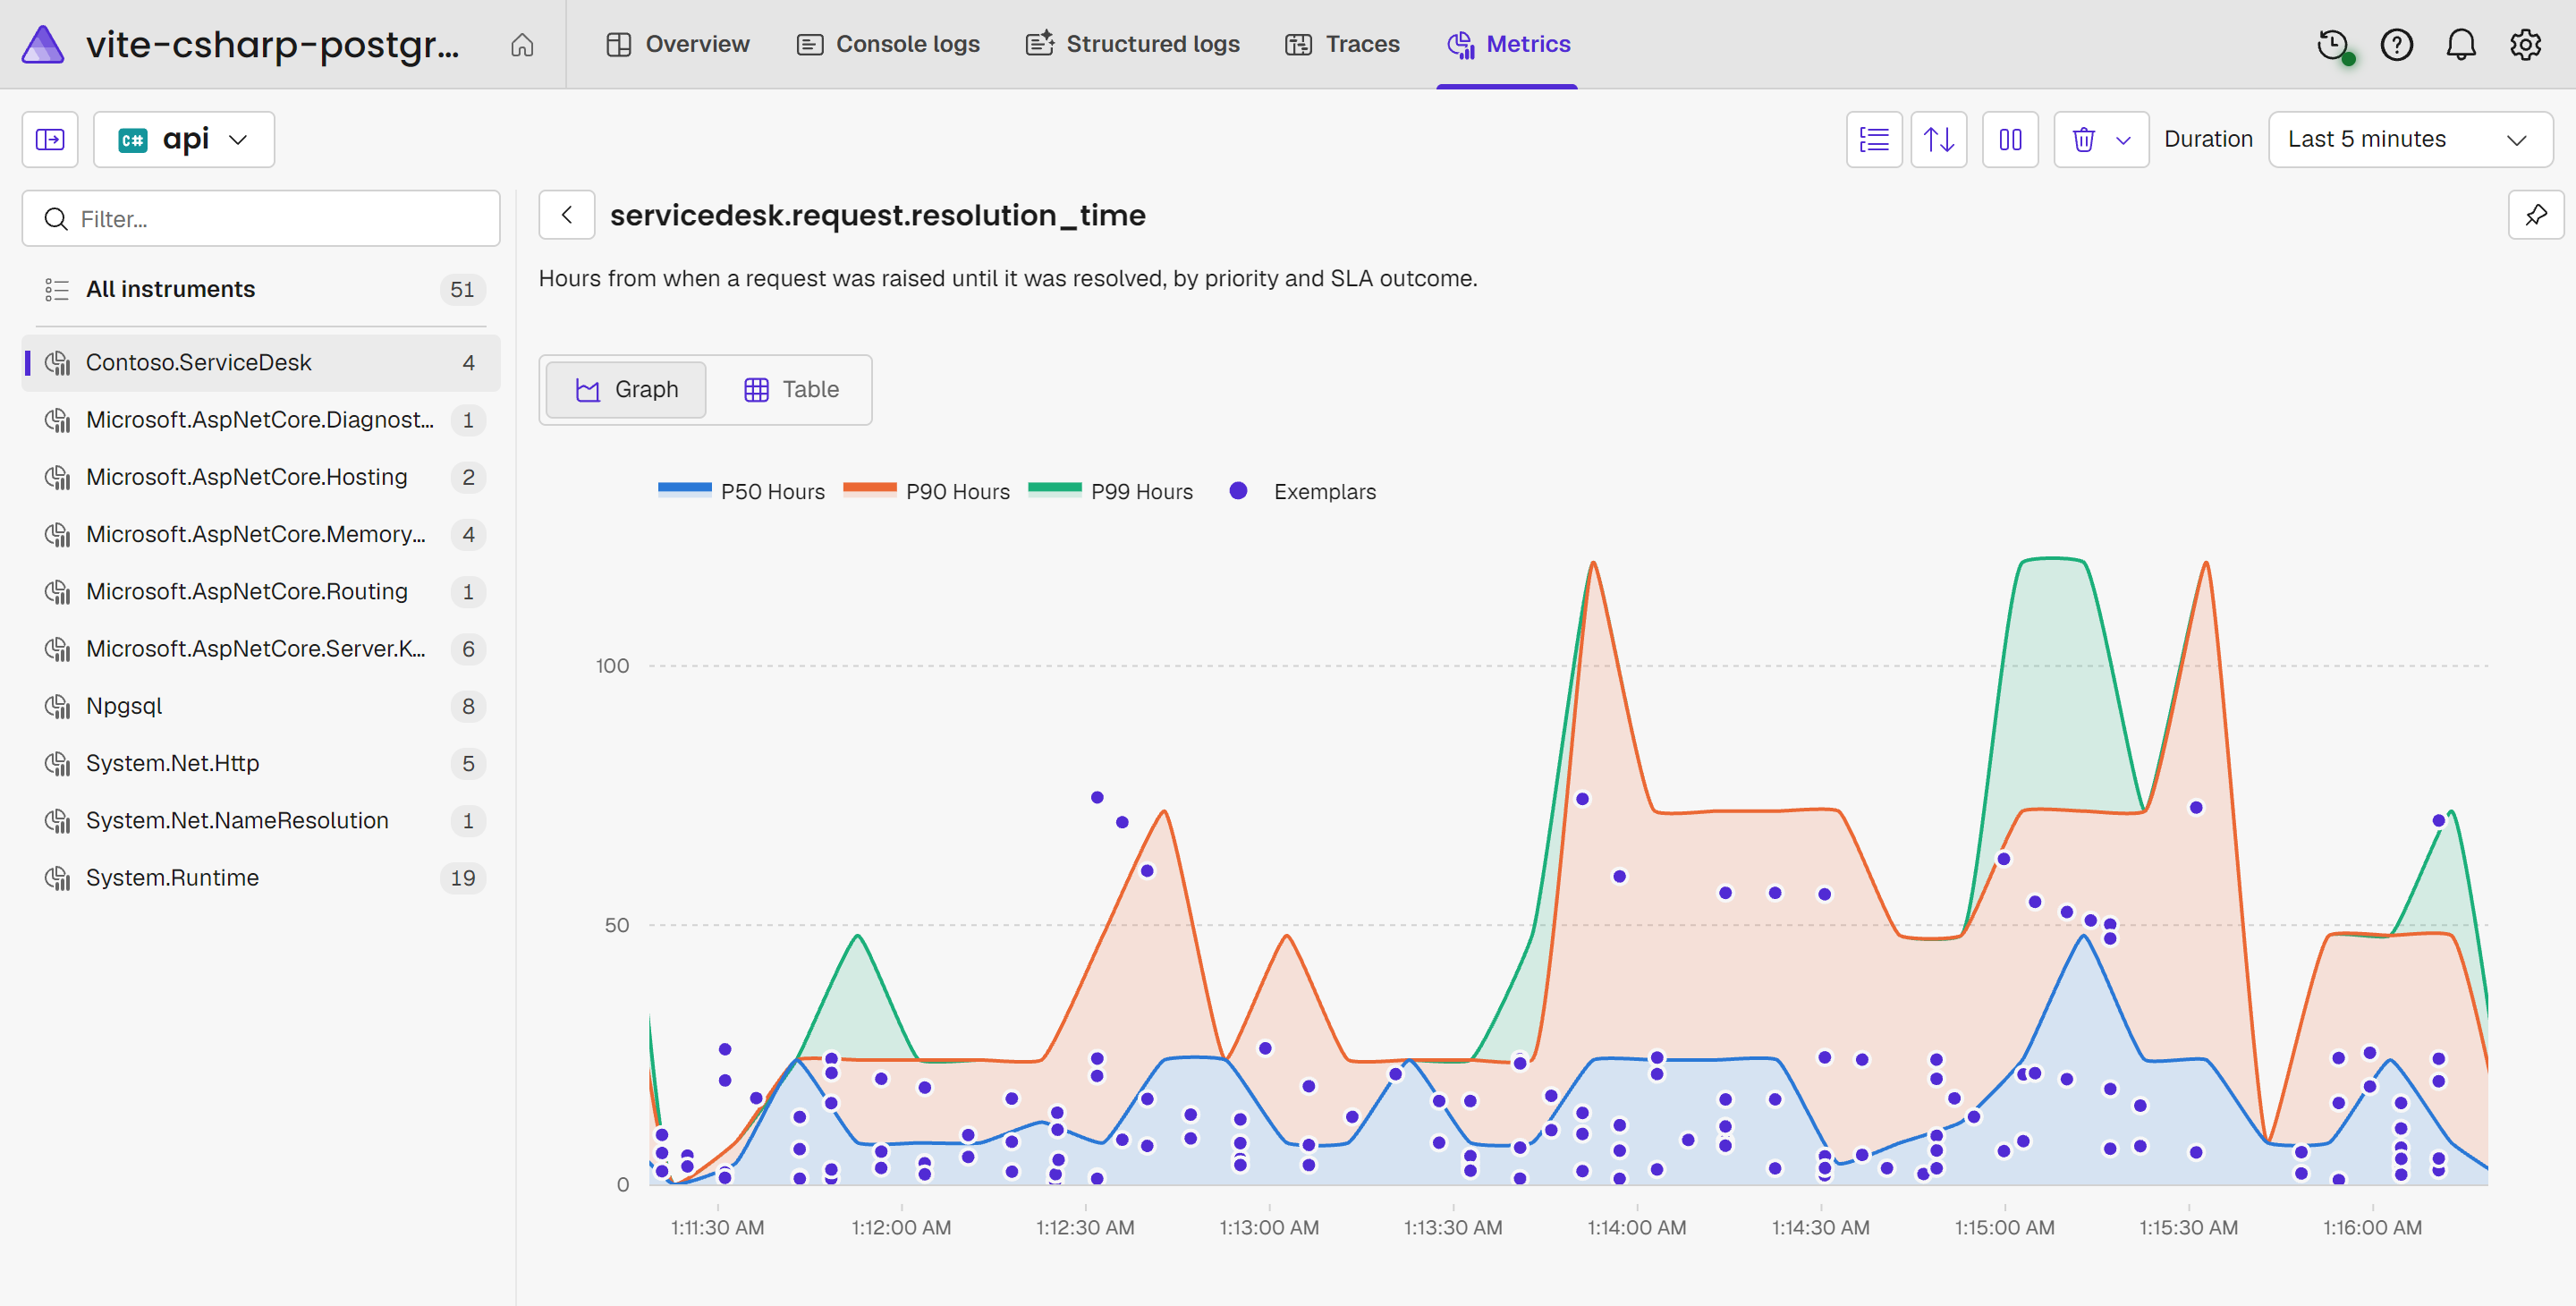 vite-csharp-postgr...
Overview
Console logs
Structured logs
Traces
Metrics
C# api
Duration
Last 5 minutes
Filter...
All instruments 51
Contoso.ServiceDesk 4
Microsoft.AspNetCore.Diagnost... 1
Microsoft.AspNetCore.Hosting 2
Microsoft.AspNetCore.Memory... 4
Microsoft.AspNetCore.Routing 1
Microsoft.AspNetCore.Server.K... 6
Npgsql 8
System.Net.Http 5
System.Net.NameResolution 1
System.Runtime 19
servicedesk.request.resolution_time
Hours from when a request was raised until it was resolved, by priority and SLA outcome.
Graph
Table
P50 Hours
P90 Hours
P99 Hours
Exemplars
100
50
0
1:11:30 AM
1:12:00 AM
1:12:30 AM
1:13:00 AM
1:13:30 AM
1:14:00 AM
1:14:30 AM
1:15:00 AM
1:15:30 AM
1:16:00 AM